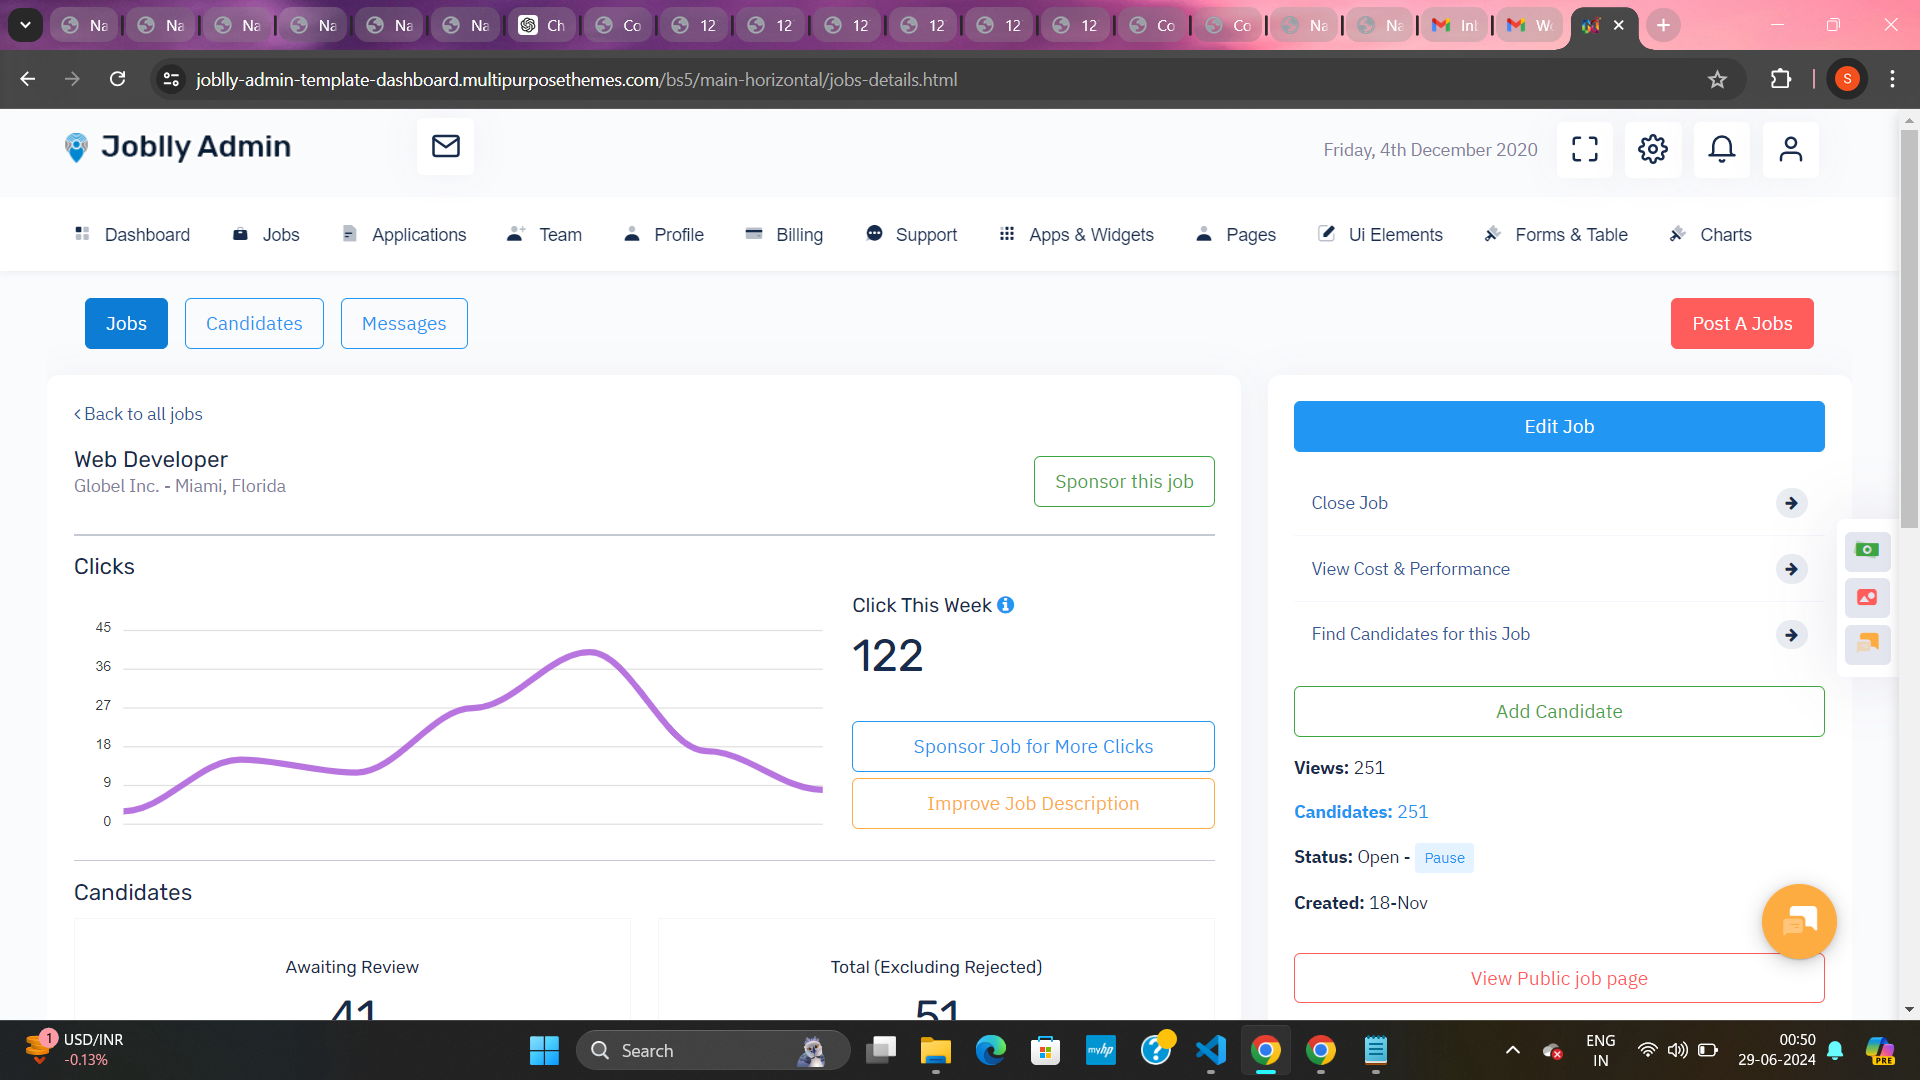 Na
Na
Na
Na
Na
Na
Ch
Co
12
12
12
12
12
12
Co
Co
Na
Na
Inl
We
joblly-admin-template-dashboard.multipurposethemes.com/bs5/main-horizontal/jobs-details.html
S
Joblly Admin
Friday, 4th December 2020
Dashboard
Jobs
Applications
Team
Profile
Billing
Support
Apps & Widgets
Pages
Ui Elements
Forms & Table
Charts
Jobs
Candidates
Messages
Post A Jobs
Back to all jobs
Web Developer
Globel Inc. - Miami, Florida
Sponsor this job
Clicks
45
36
27
18
9
0
Click This Week
122
Sponsor Job for More Clicks
Improve Job Description
Candidates
Awaiting Review
41
Total (Excluding Rejected)
51
Edit Job
Close Job
View Cost & Performance
Find Candidates for this Job
Add Candidate
Views: 251
Candidates: 251
Status: Open - Pause
Created: 18-Nov
View Public job page
1
USD/INR
-0.13%
Search
myhp
ENG
IN
00:50
29-06-2024
PRE